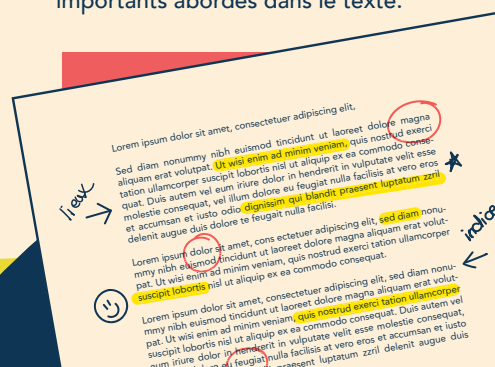 importants abordés dans le texte.
Lorem ipsum dolor sit amet, consectetuer adipiscing elit,
Sed diam nonummy nibh euismod tincidunt ut laoreet dolore magna
aliquam erat volutpat. Ut wisi enim ad minim veniam, quis nostrud exerci
tation ullamcorper suscipit lobortis nisl ut aliquip ex ea commodo conse-
quat. Duis autem vel eum iriure dolor in hendrerit in vulputate velit esse
molestie consequat, vel illum dolore eu feugiat nulla facilisis at vero eros
et accumsan et iusto odio dignissim qui blandit praesent luptatum zzril
delenit augue duis dolore te feugait nulla facilisi.
lieux
indice
Lorem ipsum dolor sit amet, cons ectetuer adipiscing elit, sed diam nonu-
mmy nibh euismod tincidunt ut laoreet dolore magna aliquam erat volut-
pat. Ut wisi enim ad minim veniam, quis nostrud exerci tation ullamcorper
suscipit lobortis nisl ut aliquip ex ea commodo consequat.
Lorem ipsum dolor sit amet, consectetuer adipiscing elit, sed diam nonu-
mmy nibh euismod tincidunt ut laoreet dolore magna aliquam erat volut-
pat. Ut wisi enim ad minim veniam, quis nostrud exerci tation ullamcorper
suscipit lobortis nisl ut aliquip ex ea commodo consequat. Duis autem vel
eum iriure dolor in hendrerit in vulputate velit esse molestie consequat,
eu feugiat nulla facilisis at vero eros et accumsan et iusto
praesent luptatum zzril delenit augue duis